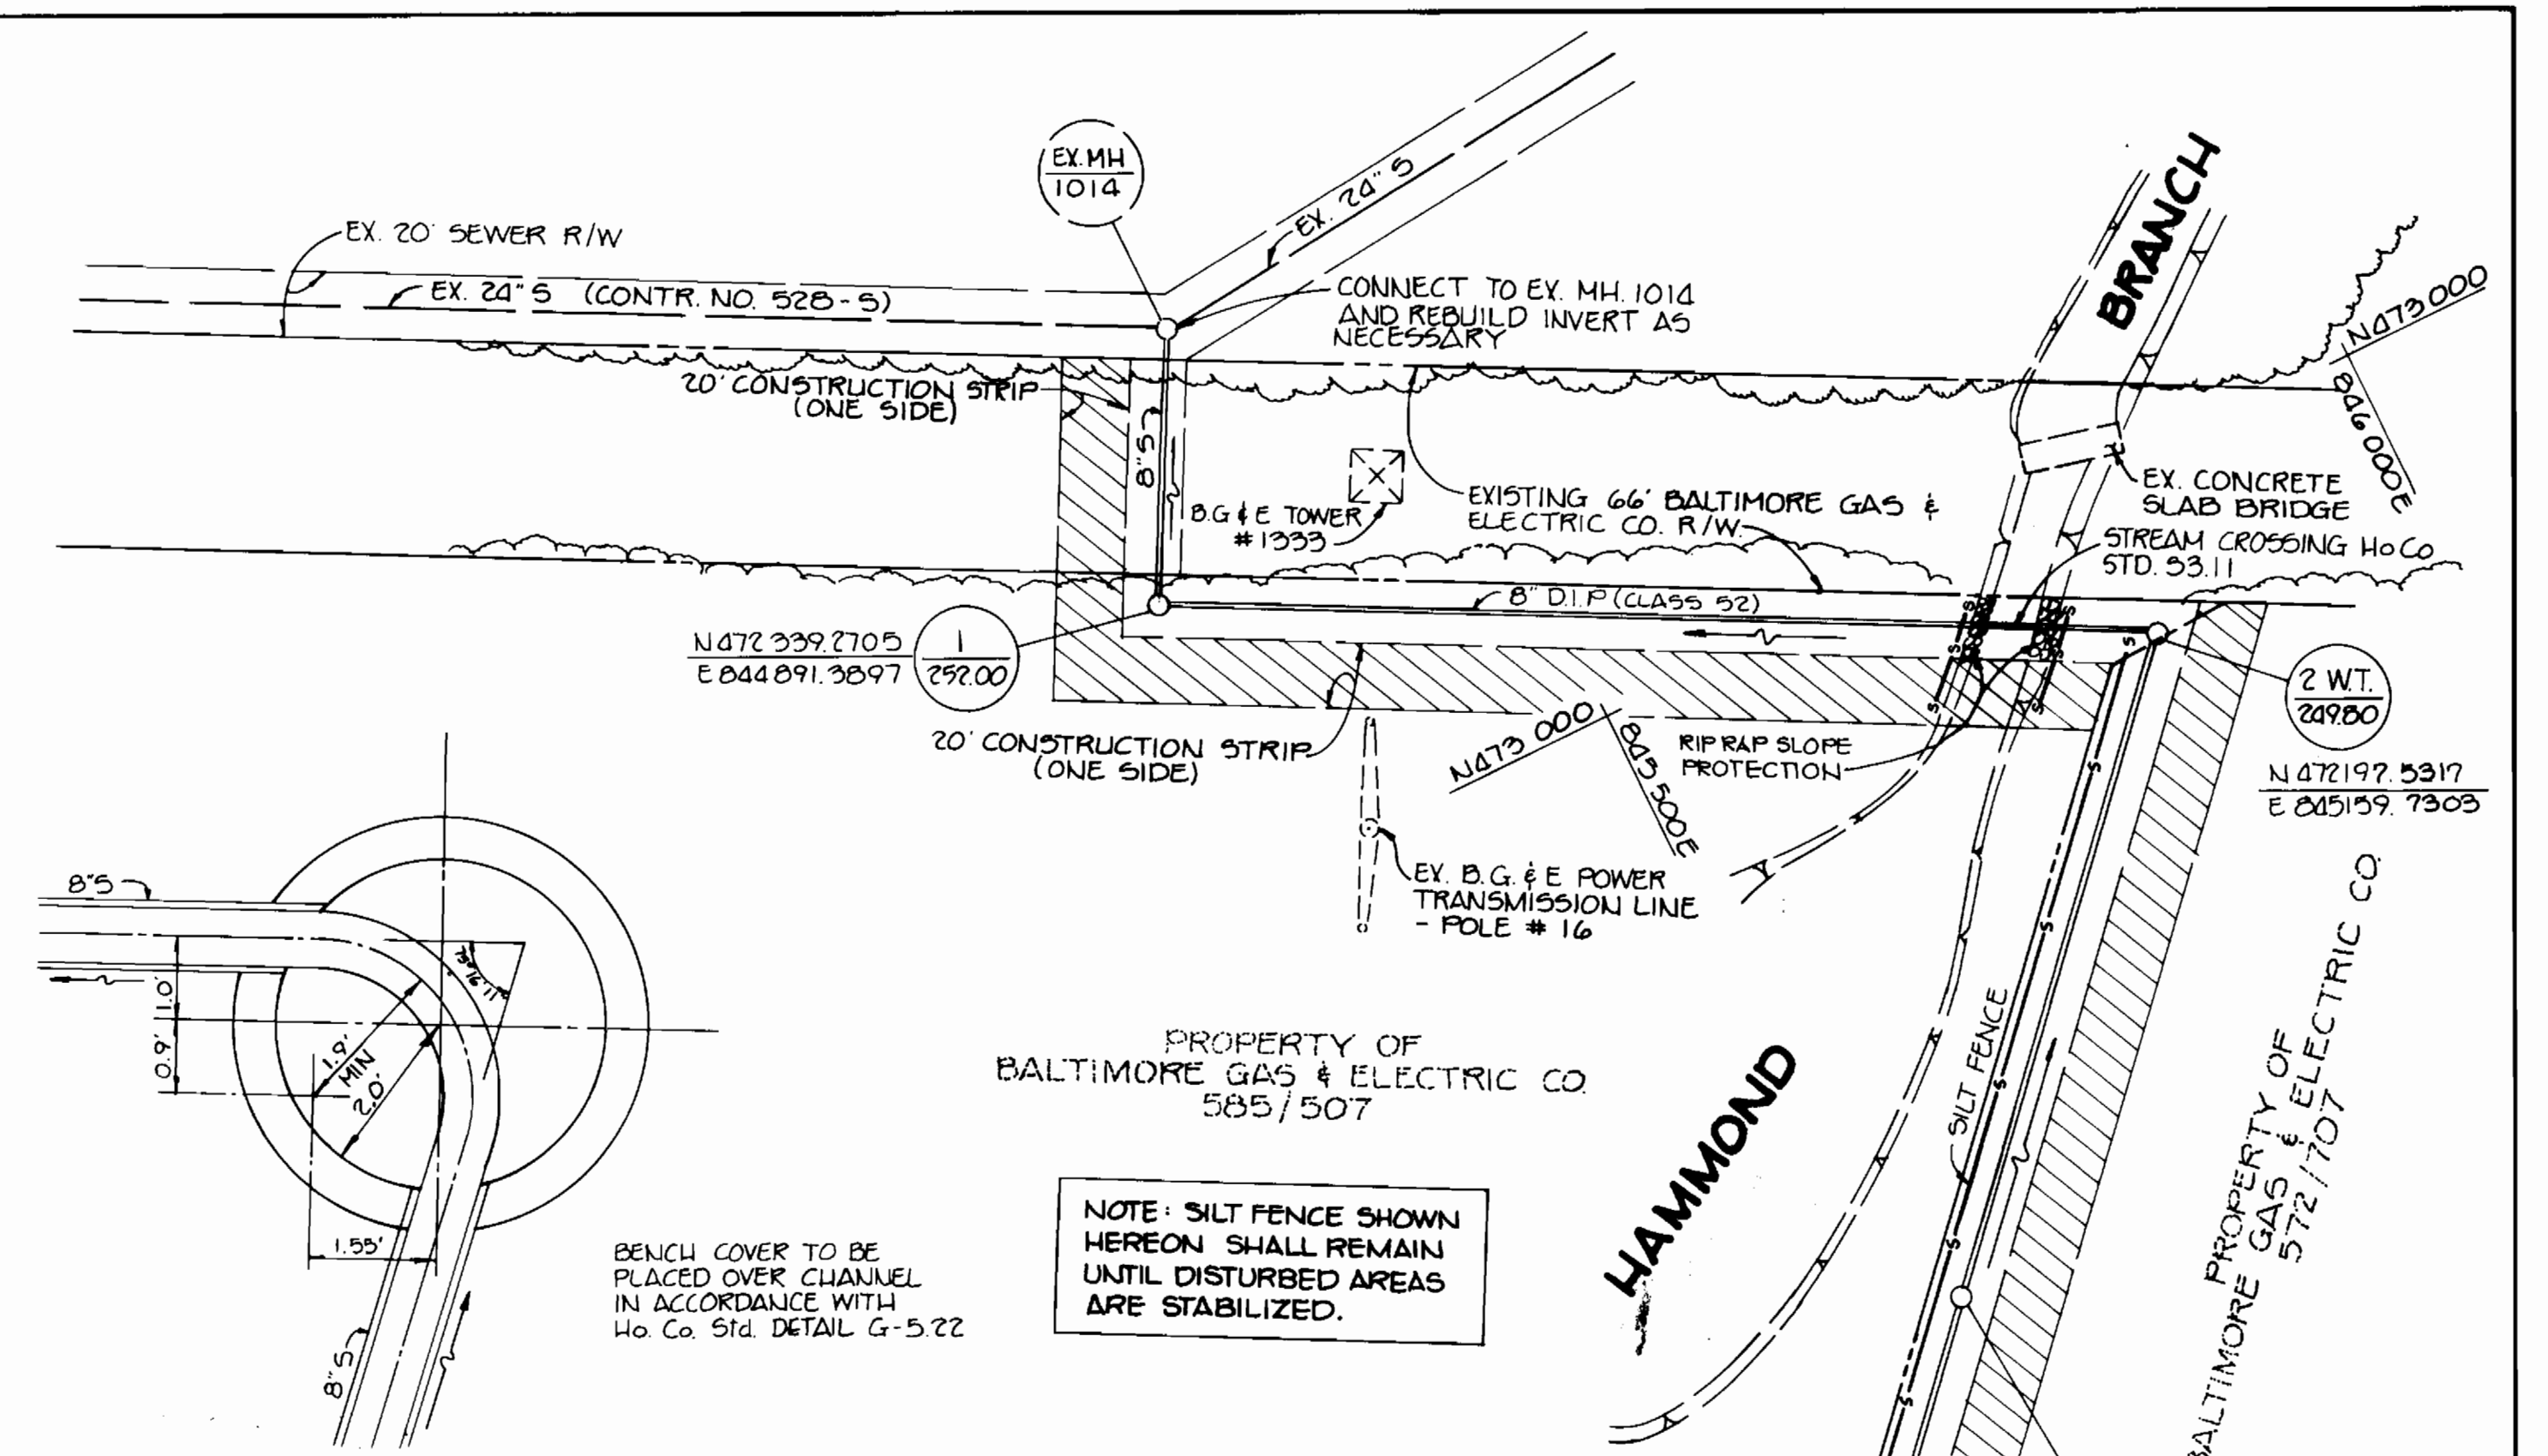 EX. MH
1014
EX. 24" S
EX. 20' SEWER R/W
EX. 24" S (CONTR. NO. 528-S)
CONNECT TO EX. MH. 1014
AND REBUILD INVERT AS
NECESSARY
BRANCH
N473000
846000E
20' CONSTRUCTION STRIP
(ONE SIDE)
8"S
B.G & E TOWER
#1333
EXISTING 66' BALTIMORE GAS &
ELECTRIC CO. R/W
EX. CONCRETE
SLAB BRIDGE
STREAM CROSSING HoCo
STD. S3.11
8" D.I.P (CLASS 52)
N472339.2705
E844891.3897
1
252.00
2 W.T.
249.80
N472197.5317
E 845159.7303
20' CONSTRUCTION STRIP
(ONE SIDE)
N473 000
845500E
RIP RAP SLOPE
PROTECTION
EX. B.G. & E POWER
TRANSMISSION LINE
- POLE # 16
8"S
1.0'
0.9'
1.9'
MIN
2.0'
1.55'
8"S
BENCH COVER TO BE
PLACED OVER CHANNEL
IN ACCORDANCE WITH
Ho. Co. Std. DETAIL G-5.22
PROPERTY OF
BALTIMORE GAS & ELECTRIC CO.
585/507
NOTE: SILT FENCE SHOWN
HEREON SHALL REMAIN
UNTIL DISTURBED AREAS
ARE STABILIZED.
HAMMOND
SILT FENCE
PROPERTY OF
BALTIMORE GAS & ELECTRIC CO.
572/707